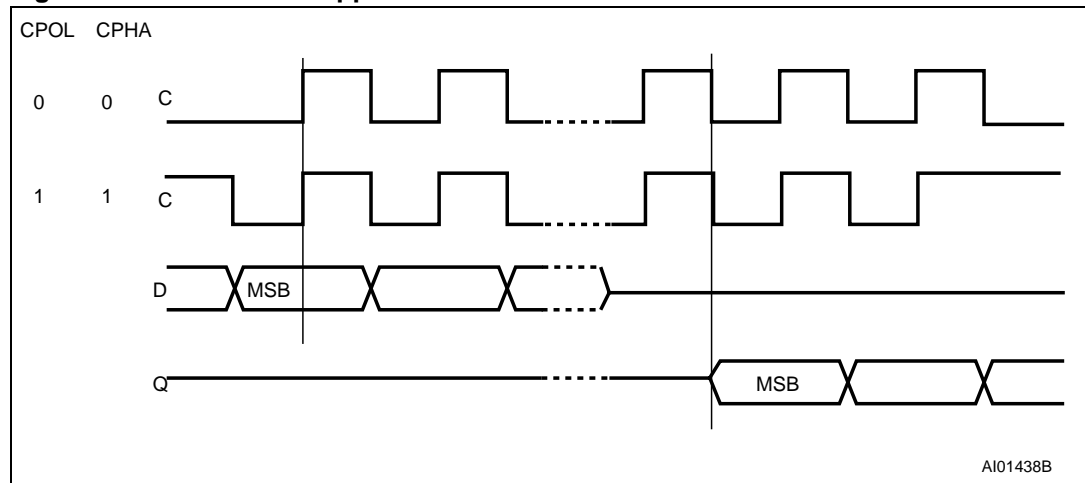 CPOL CPHA
0 0 C
1 1 C
D MSB
Q MSB
AI01438B